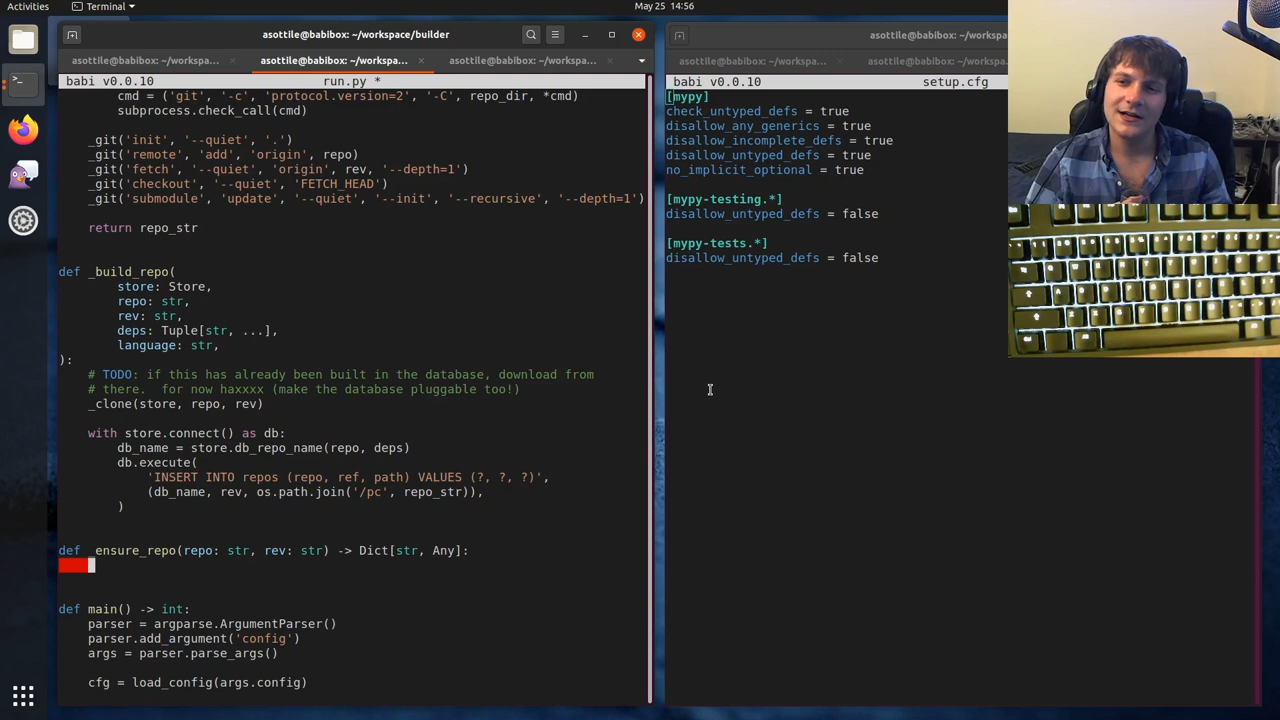 Activities
Terminal
May 25 14:56
asottile@babibox: ~/workspace/builder
asottile@babibox: ~/workspa...
asottile@babibox: ~/workspa...
asottile@babibox: ~/workspa...
babi v0.0.10 run.py *
cmd = ('git', '-c', 'protocol.version=2', '-C', repo_dir, *cmd)
subprocess.check_call(cmd)
_git('init', '--quiet', '.')
_git('remote', 'add', 'origin', repo)
_git('fetch', '--quiet', 'origin', rev, '--depth=1')
_git('checkout', '--quiet', 'FETCH_HEAD')
_git('submodule', 'update', '--quiet', '--init', '--recursive', '--depth=1')
return repo_str
def _build_repo(
store: Store,
repo: str,
rev: str,
deps: Tuple[str, ...],
language: str,
):
# TODO: if this has already been built in the database, download from
# there.  for now haxxxx (make the database pluggable too!)
_clone(store, repo, rev)
with store.connect() as db:
db_name = store.db_repo_name(repo, deps)
db.execute(
'INSERT INTO repos (repo, ref, path) VALUES (?, ?, ?)',
(db_name, rev, os.path.join('/pc', repo_str)),
)
def _ensure_repo(repo: str, rev: str) -> Dict[str, Any]:
def main() -> int:
parser = argparse.ArgumentParser()
parser.add_argument('config')
args = parser.parse_args()
cfg = load_config(args.config)
asottile@babibox: ~/workspa
asottile@babibox: ~/workspa...
asottile@babibox: ~/workspa
babi v0.0.10 setup.cfg
[mypy]
check_untyped_defs = true
disallow_any_generics = true
disallow_incomplete_defs = true
disallow_untyped_defs = true
no_implicit_optional = true
[mypy-testing.*]
disallow_untyped_defs = false
[mypy-tests.*]
disallow_untyped_defs = false